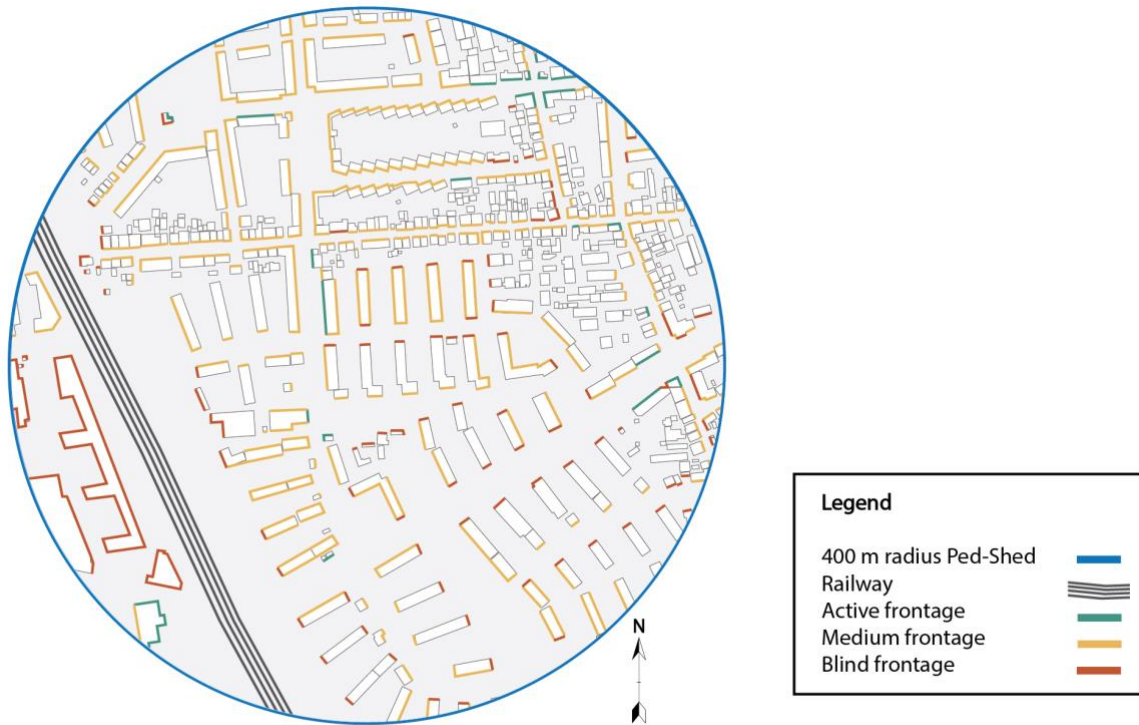 N
Legend
400 m radius Ped-Shed
Railway
Active frontage
Medium frontage
Blind frontage